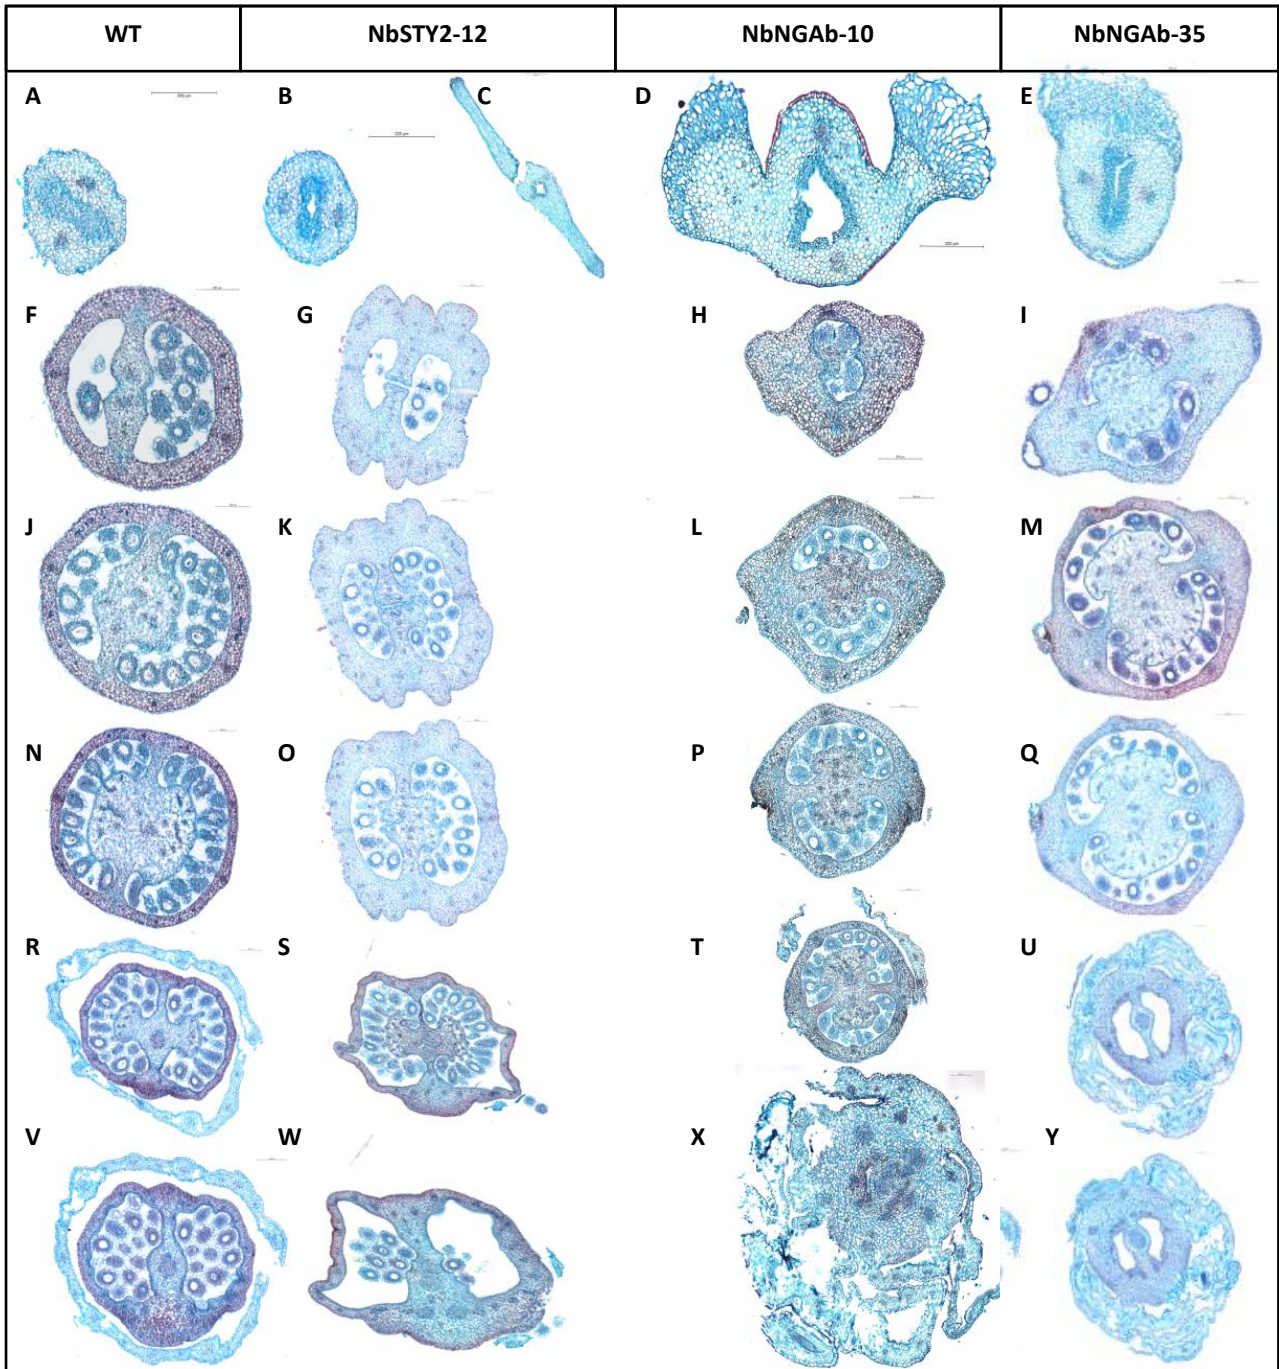 WT NbSTY2-12 NbNGAb-10 NbNGAb-35
A B C D E
F G H I
J K L M
N O P Q
R S T U
V W X Y